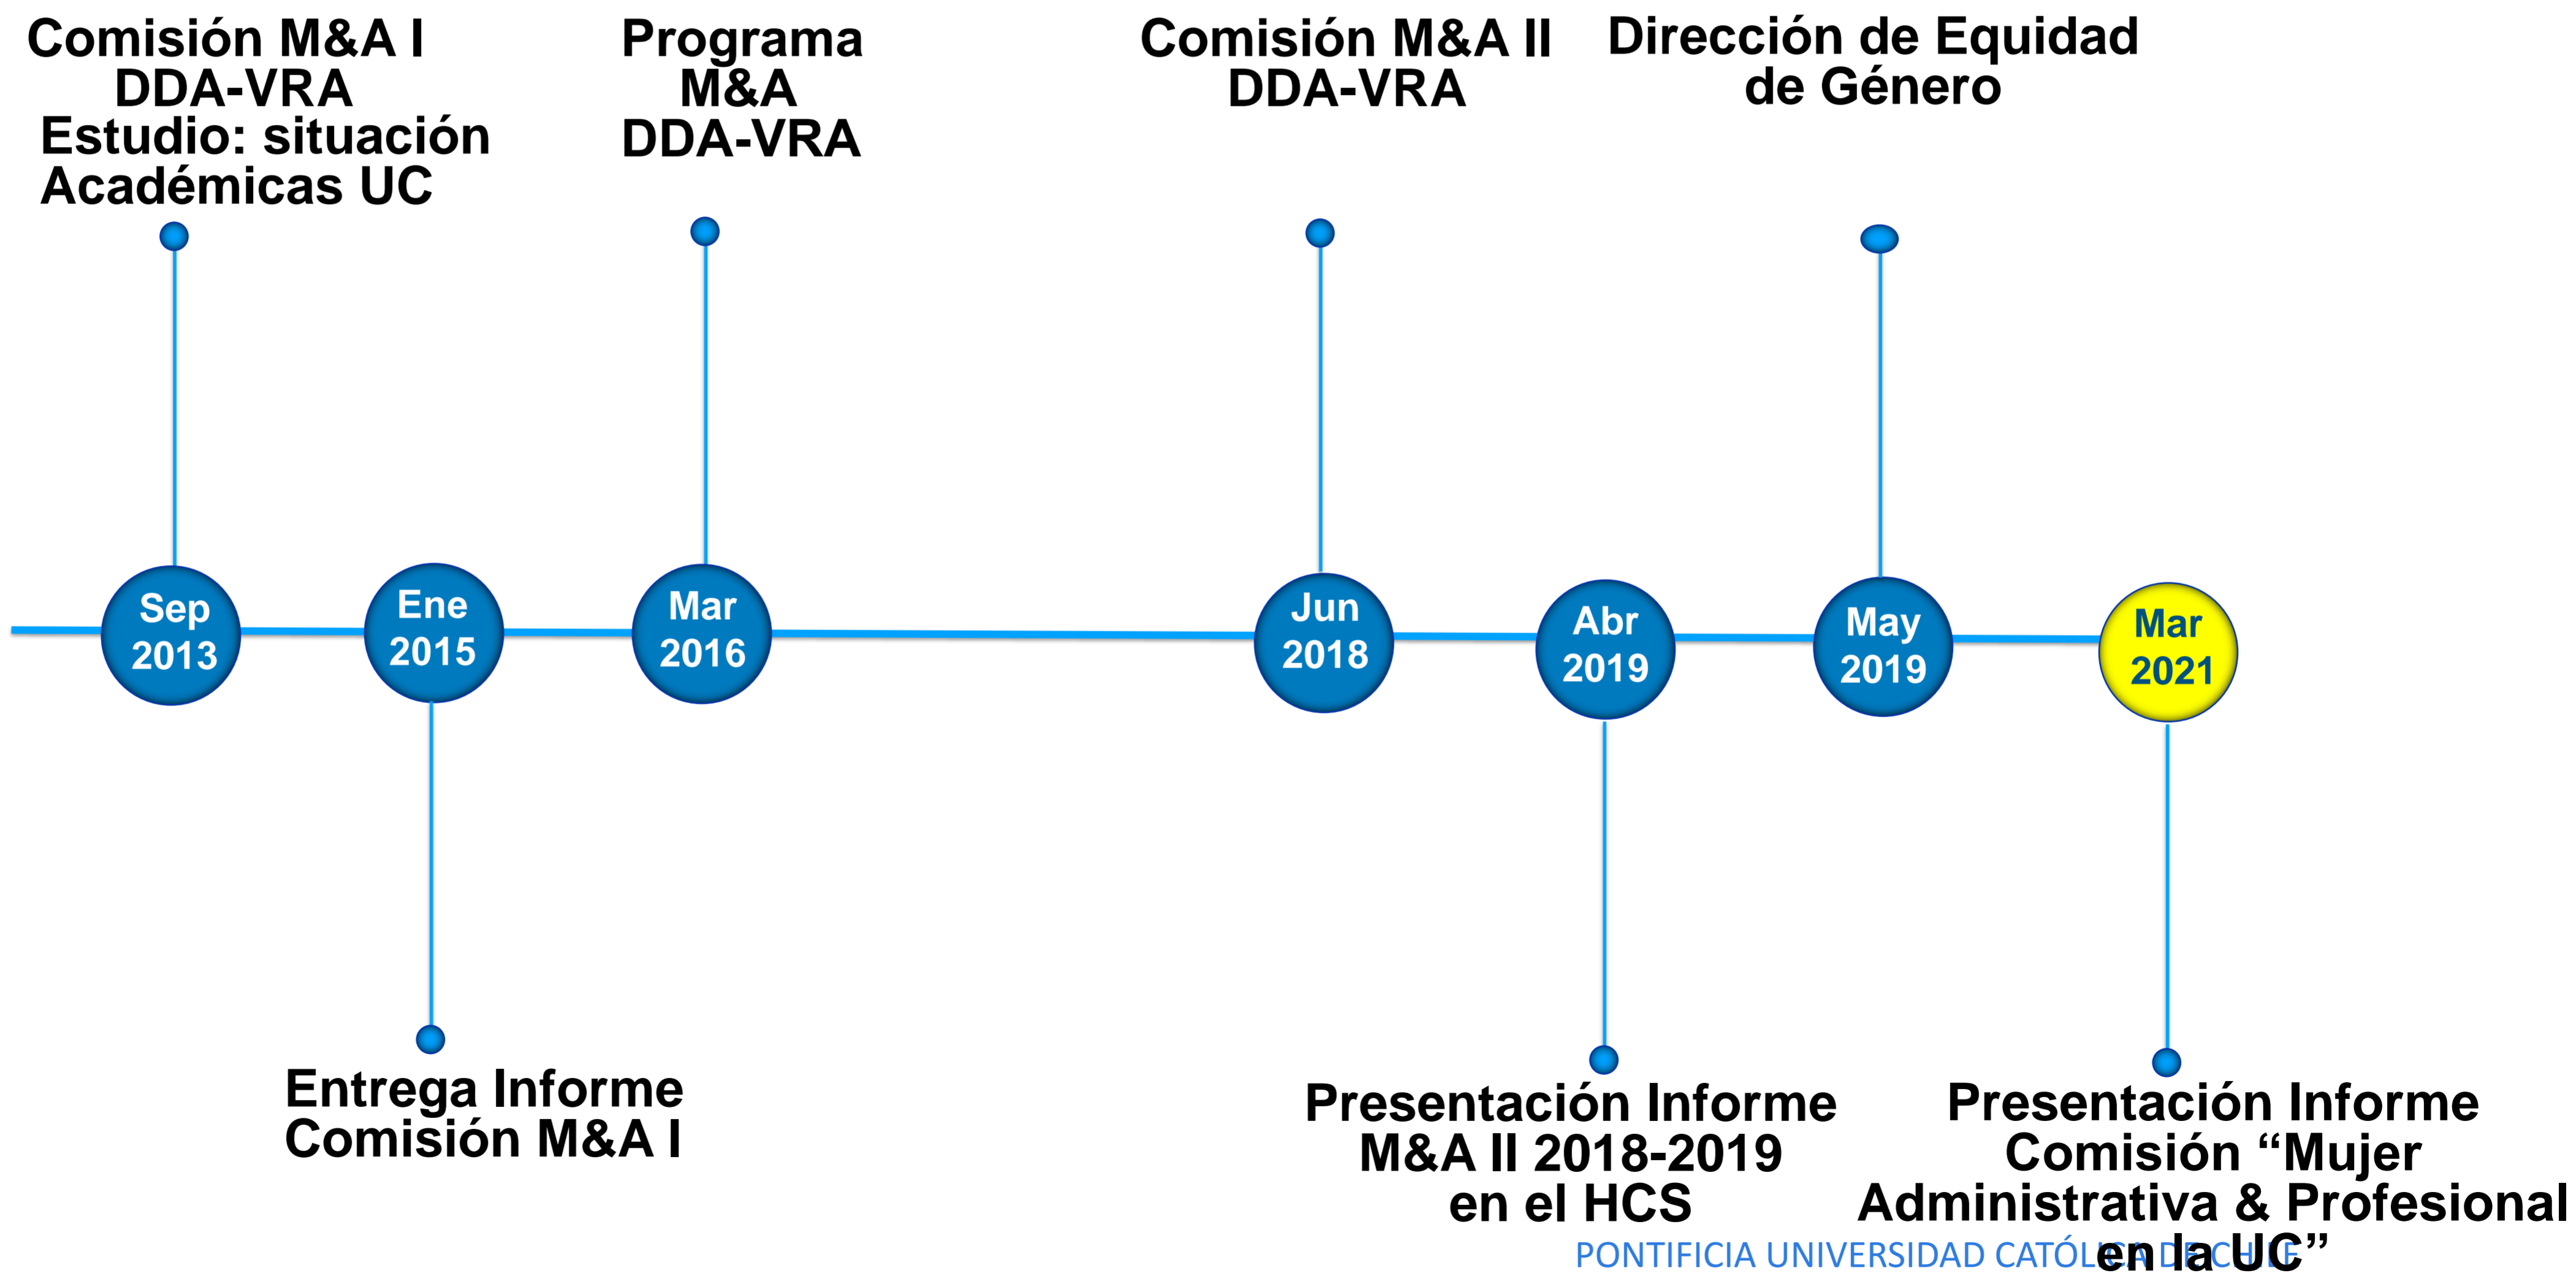 Comisión M&A I
DDA-VRA
Estudio: situación
Académicas UC
Programa
M&A
DDA-VRA
Comisión M&A II
DDA-VRA
Dirección de Equidad
de Género
Sep
2013
Ene
2015
Mar
2016
Jun
2018
Abr
2019
May
2019
Mar
2021
Entrega Informe
Comisión M&A I
Presentación Informe
M&A II 2018-2019
en el HCS
Presentación Informe
Comisión “Mujer
Administrativa & Profesional
en la UC”
PONTIFICIA UNIVERSIDAD CATÓLICA DE CHILE